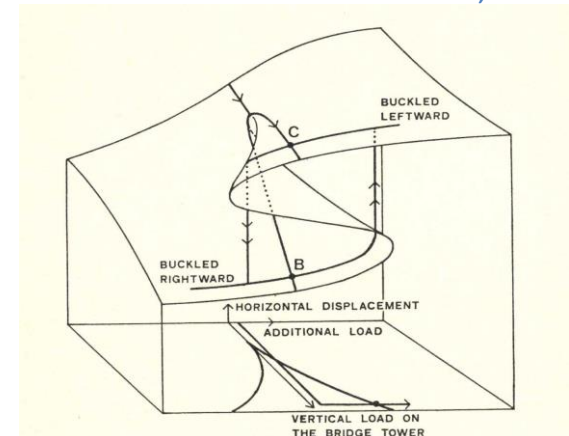 BUCKLED
LEFTWARD
C
BUCKLED
RIGHTWARD
B
HORIZONTAL DISPLACEMENT
ADDITIONAL LOAD
VERTICAL LOAD ON
THE BRIDGE TOWER